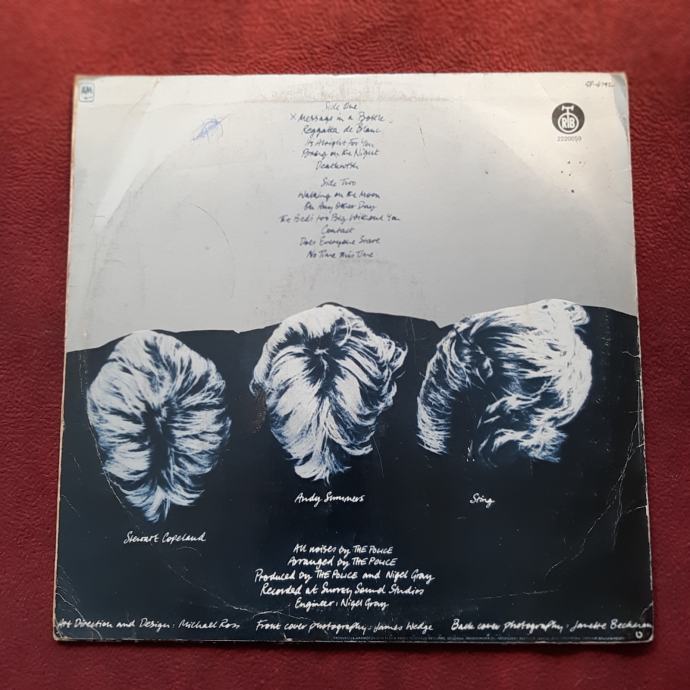 A&M
SP-4792
RTB
2220059
Side One
X Message in a Bottle
Reggatta de Blanc
Its Alright For You
Bring on the Night
Deathwish
Side Two
Walking on the Moon
On Any Other Day
The Bed's too Big Without You
Contact
Does Everyone Stare
No Time this Time
Andy Summers
Sting
Stewart Copeland
All noises by THE POLICE
Arranged by THE POLICE
Produced by THE POLICE and Nigel Gray
Recorded at Surrey Sound Studios
Engineer: Nigel Gray
Art Direction and Design: Michael Ross Front cover photography: James Wedge Back cover photography: Janette Beckman